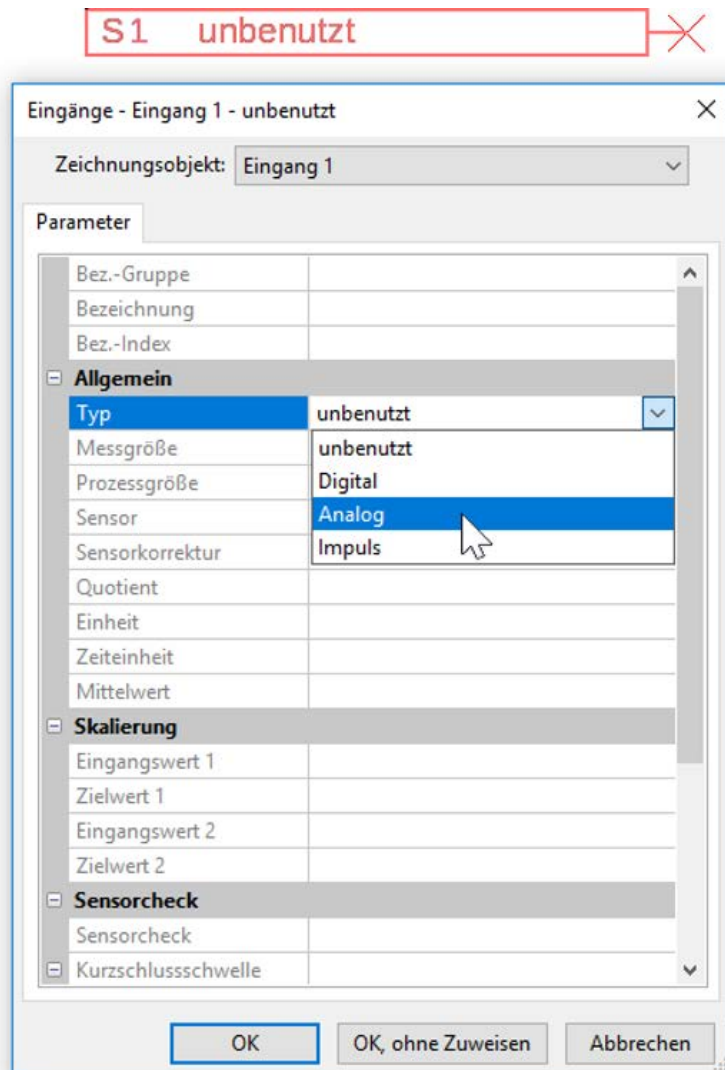 S1 unbenutzt
Eingänge - Eingang 1 - unbenutzt
Zeichnungsobjekt: Eingang 1
Parameter
Bez.-Gruppe
Bezeichnung
Bez.-Index
Allgemein
Typ unbenutzt
Messgröße unbenutzt
Prozessgröße Digital
Sensor Analog
Sensorkorrektur Impuls
Quotient
Einheit
Zeiteinheit
Mittelwert
Skalierung
Eingangswert 1
Zielwert 1
Eingangswert 2
Zielwert 2
Sensorcheck
Sensorcheck
Kurzschlussschwelle
OK OK, ohne Zuweisen Abbrechen